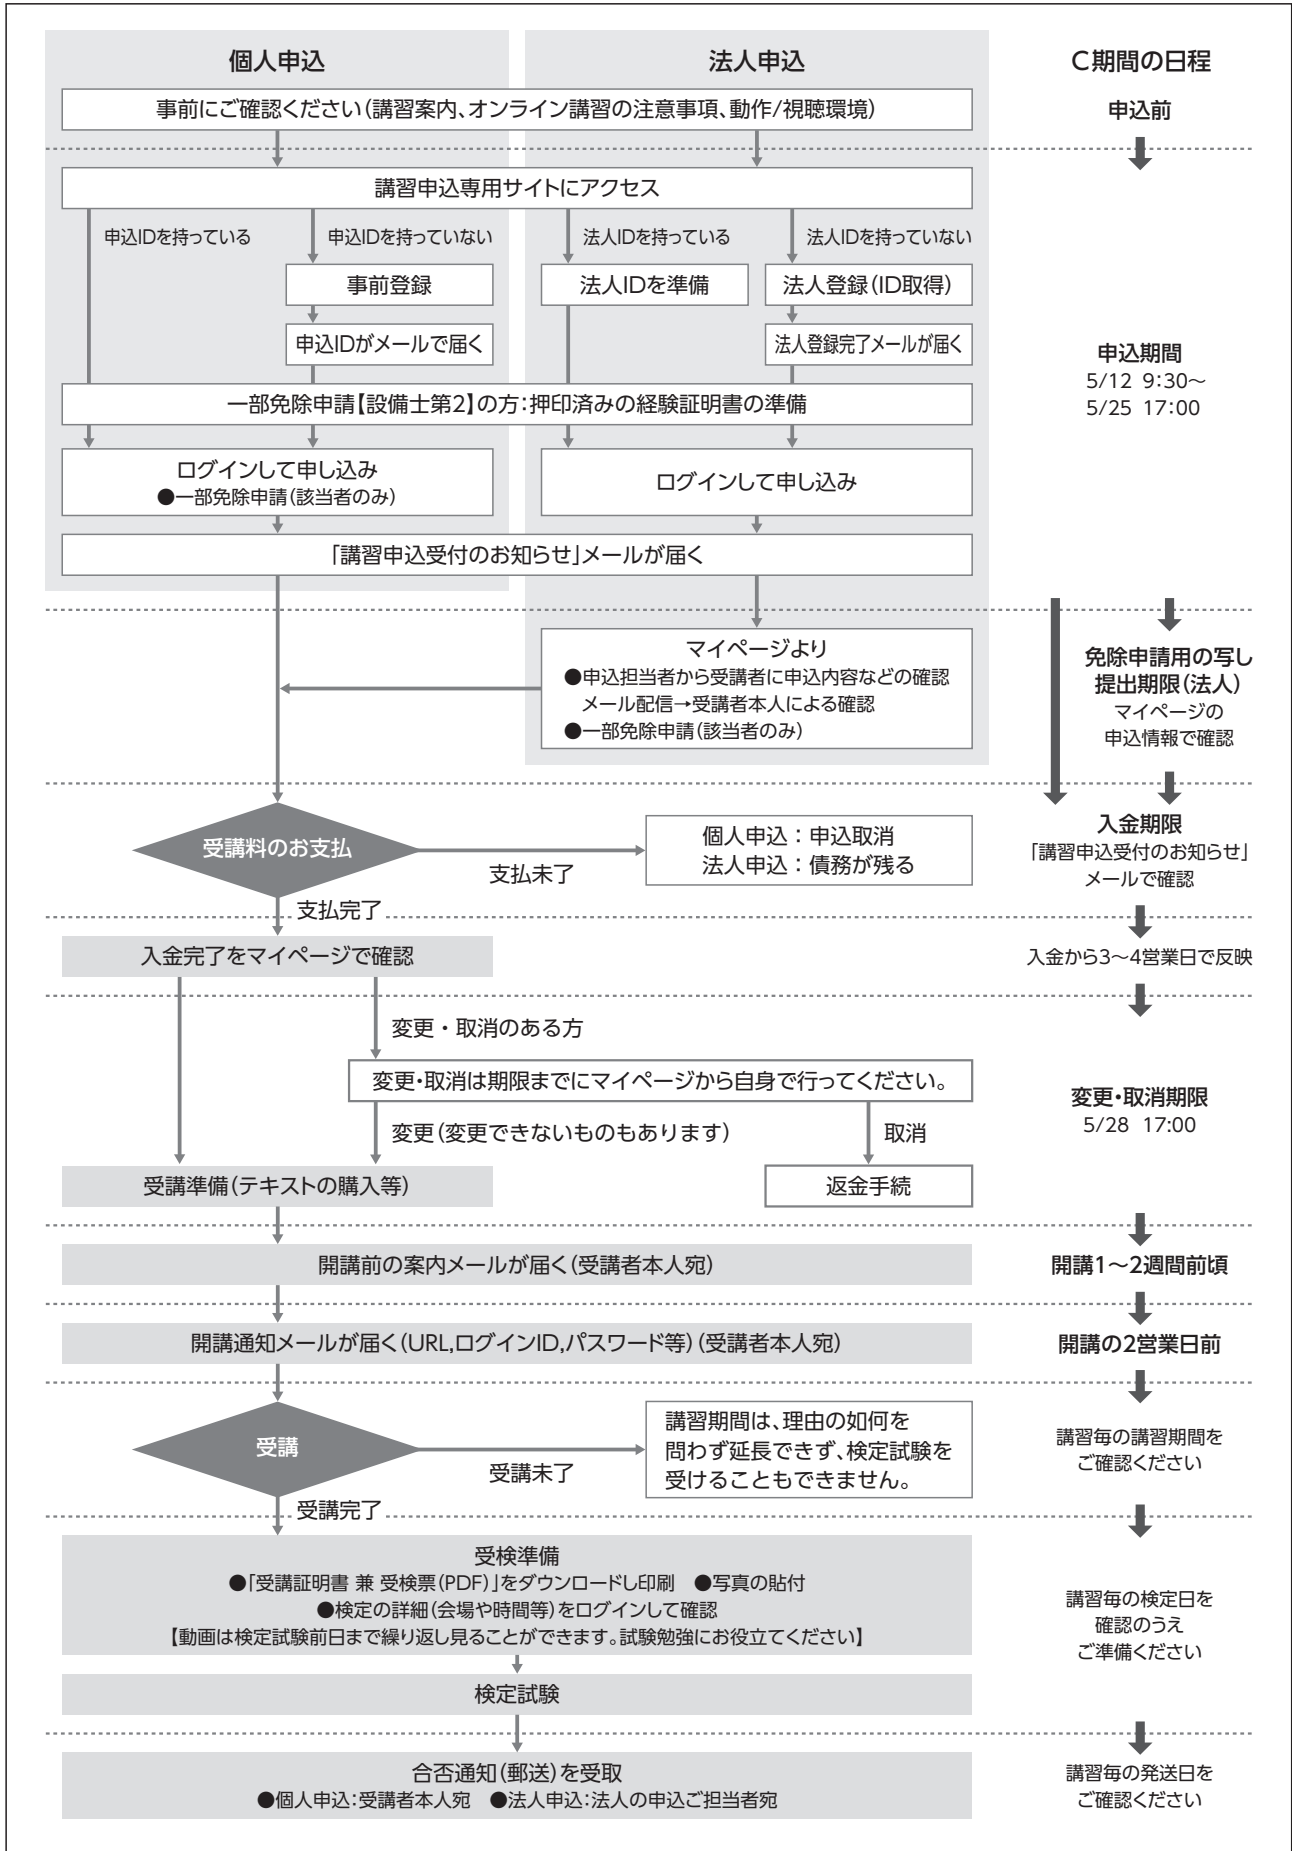 個人申込
法人申込
C期間の日程
事前にご確認ください（講習案内、オンライン講習の注意事項、動作/視聴環境）
申込前
講習申込専用サイトにアクセス
申込IDを持っている
申込IDを持っていない
法人IDを持っている
法人IDを持っていない
事前登録
法人IDを準備
法人登録（ID取得）
申込IDがメールで届く
法人登録完了メールが届く
申込期間
5/12 9:30～
5/25 17:00
一部免除申請【設備士第2】の方：押印済みの経験証明書の準備
ログインして申し込み
●一部免除申請（該当者のみ）
ログインして申し込み
「講習申込受付のお知らせ」メールが届く
マイページより
●申込担当者から受講者に申込内容などの確認
メール配信→受講者本人による確認
●一部免除申請（該当者のみ）
免除申請用の写し
提出期限（法人）
マイページの
申込情報で確認
受講料のお支払
支払未了
個人申込：申込取消
法人申込：債務が残る
入金期限
「講習申込受付のお知らせ」
メールで確認
支払完了
入金完了をマイページで確認
入金から3～4営業日で反映
変更・取消のある方
変更・取消は期限までにマイページから自身で行ってください。
変更・取消期限
5/28 17:00
変更（変更できないものもあります）
取消
受講準備（テキストの購入等）
返金手続
開講前の案内メールが届く（受講者本人宛）
開講1～2週間前頃
開講通知メールが届く（URL,ログインID,パスワード等）（受講者本人宛）
開講の2営業日前
受講
受講未了
講習期間は、理由の如何を
問わず延長できず、検定試験を
受けることもできません。
講習毎の講習期間を
ご確認ください
受講完了
受検準備
●「受講証明書 兼 受検票（PDF）」をダウンロードし印刷 ●写真の貼付
●検定の詳細（会場や時間等）をログインして確認
【動画は検定試験前日まで繰り返し見ることができます。試験勉強にお役立てください】
講習毎の検定日を
確認のうえ
ご準備ください
検定試験
合否通知（郵送）を受取
●個人申込：受講者本人宛 ●法人申込：法人の申込ご担当者宛
講習毎の発送日を
ご確認ください